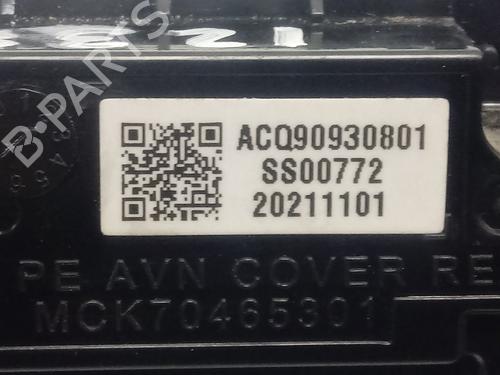 B-PARTS
ACQ90930801
SS00772
20211101
PE AVN COVER RE
MCK70465301